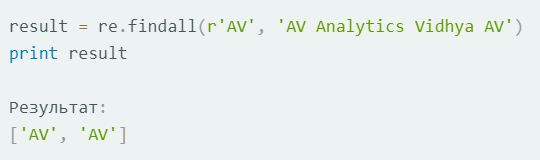 result = re.findall(r'AV', 'AV Analytics Vidhya AV')
print result
Результат:
['AV', 'AV']